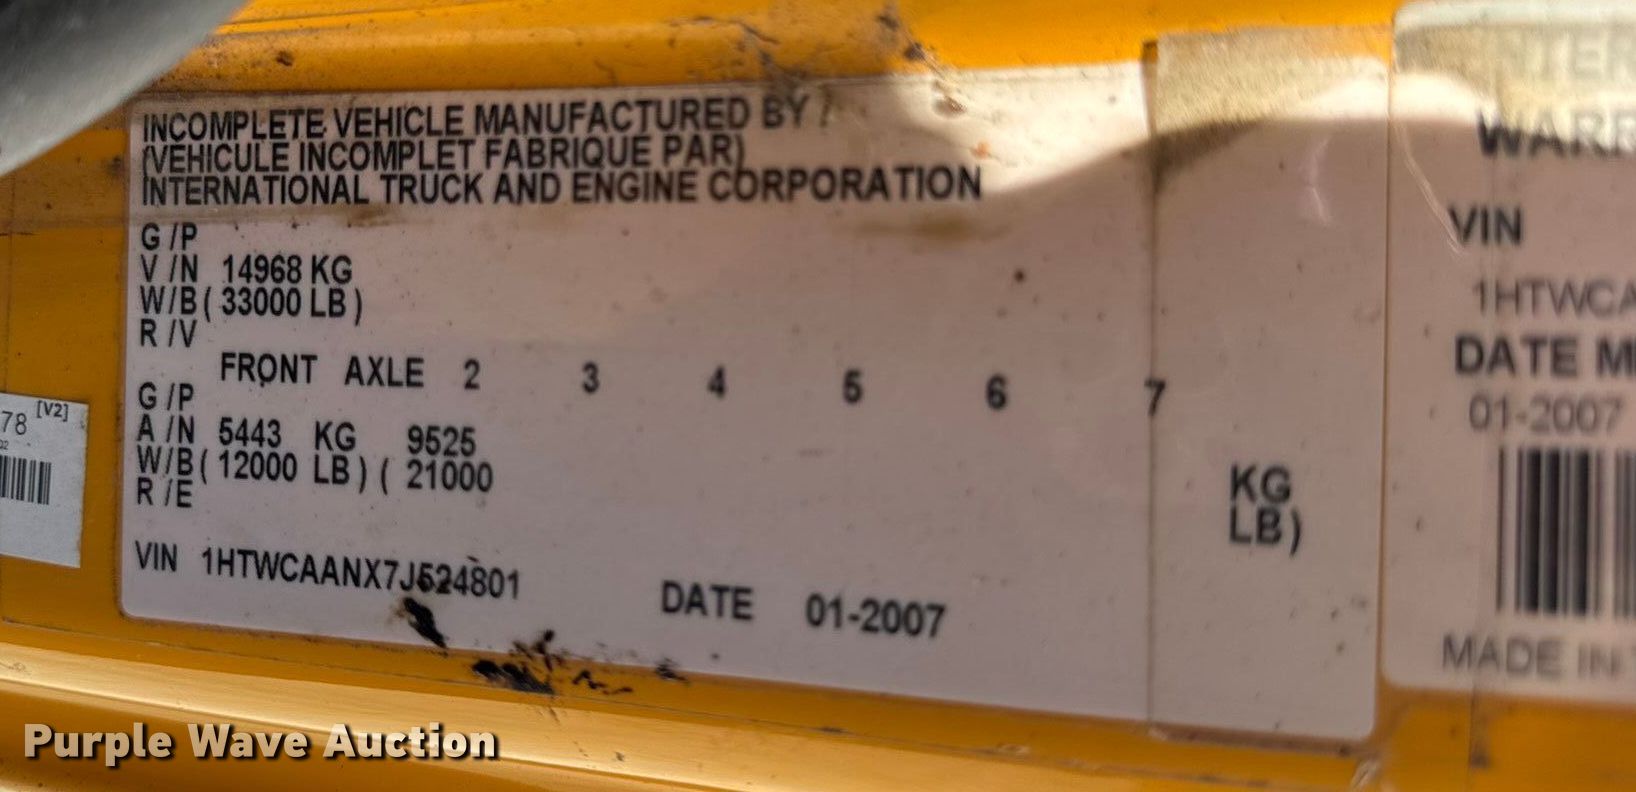 INCOMPLETE VEHICLE MANUFACTURED BY /
(VEHICULE INCOMPLET FABRIQUE PAR)
INTERNATIONAL TRUCK AND ENGINE CORPORATION
G /P
V /N 14968 KG
W/B ( 33000 LB )
R /V
FRONT AXLE 2 3 4 5 6 7
G /P
A /N 5443 KG 9525 KG
W/B ( 12000 LB ) ( 21000 LB)
R /E
VIN 1HTWCAANX7J524801 DATE 01-2007
78 [V2]
VIN
1HTWCA
DATE M
01-2007
MADE IN
Purple Wave Auction